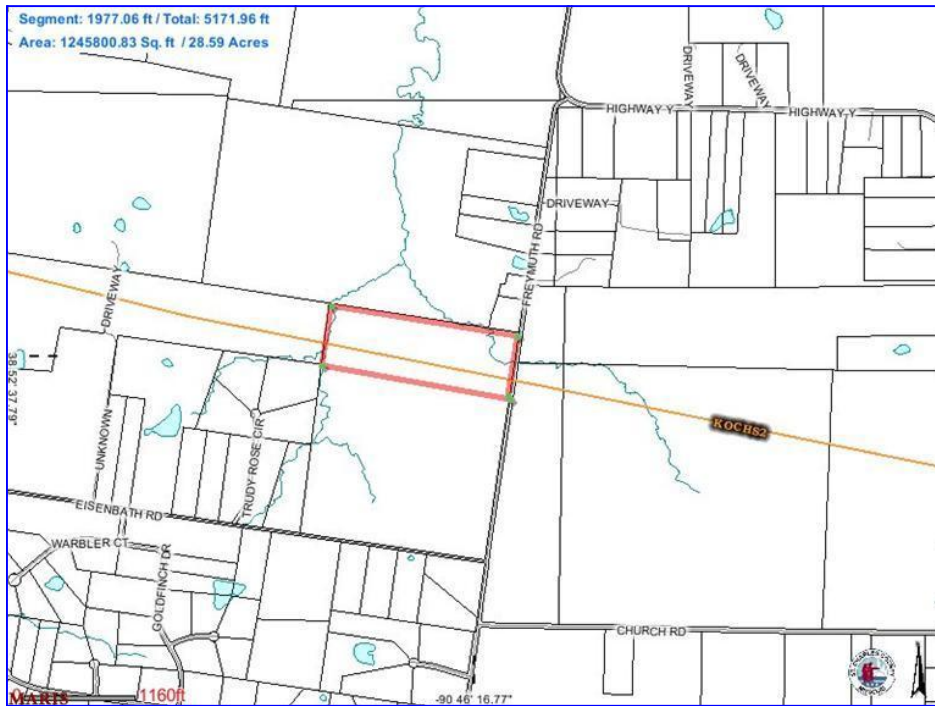 Segment: 1977.06 ft / Total: 5171.96 ft
Area: 1245800.83 Sq. ft / 28.59 Acres
DRIVEWAY
DRIVEWAY
HIGHWAY Y
HIGHWAY Y
DRIVEWAY
FREYMUTH RD
DRIVEWAY
38 52' 37.79"
KOCHS2
UNKNOWN
TRUDY ROSE CIR
EISENBATH RD
WARBLER CT
GOLDFINCH DR
CHURCH RD
MARIS
1160ft
-90 46' 16.77"